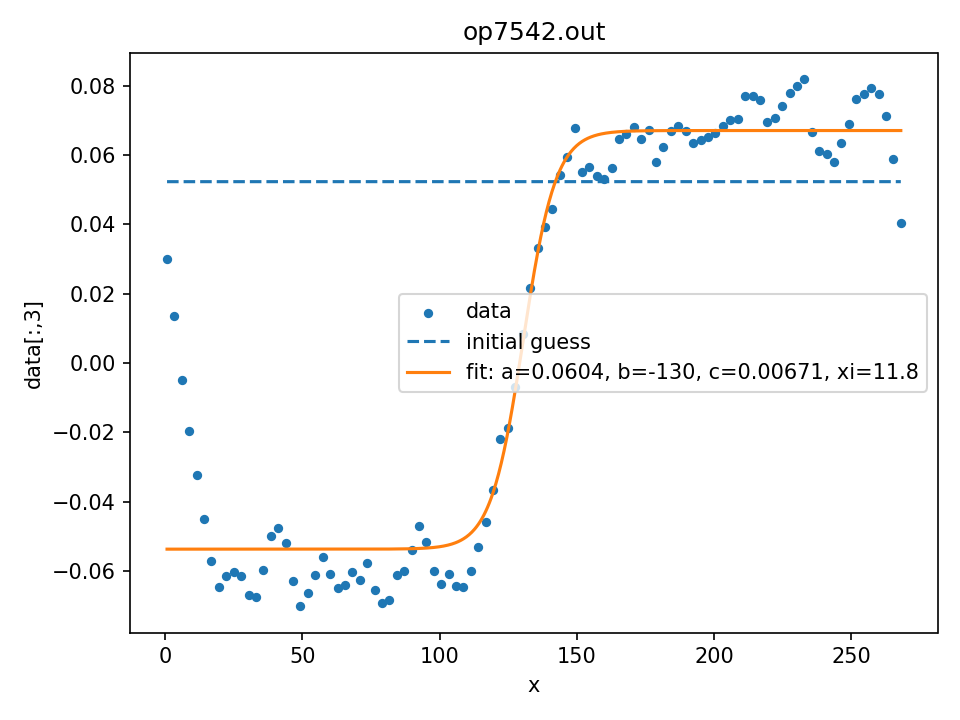 op7542.out
data[:,3]
0.08
0.06
0.04
0.02
0.00
−0.02
−0.04
−0.06
data
initial guess
fit: a=0.0604, b=-130, c=0.00671, xi=11.8
0 50 100 150 200 250
x